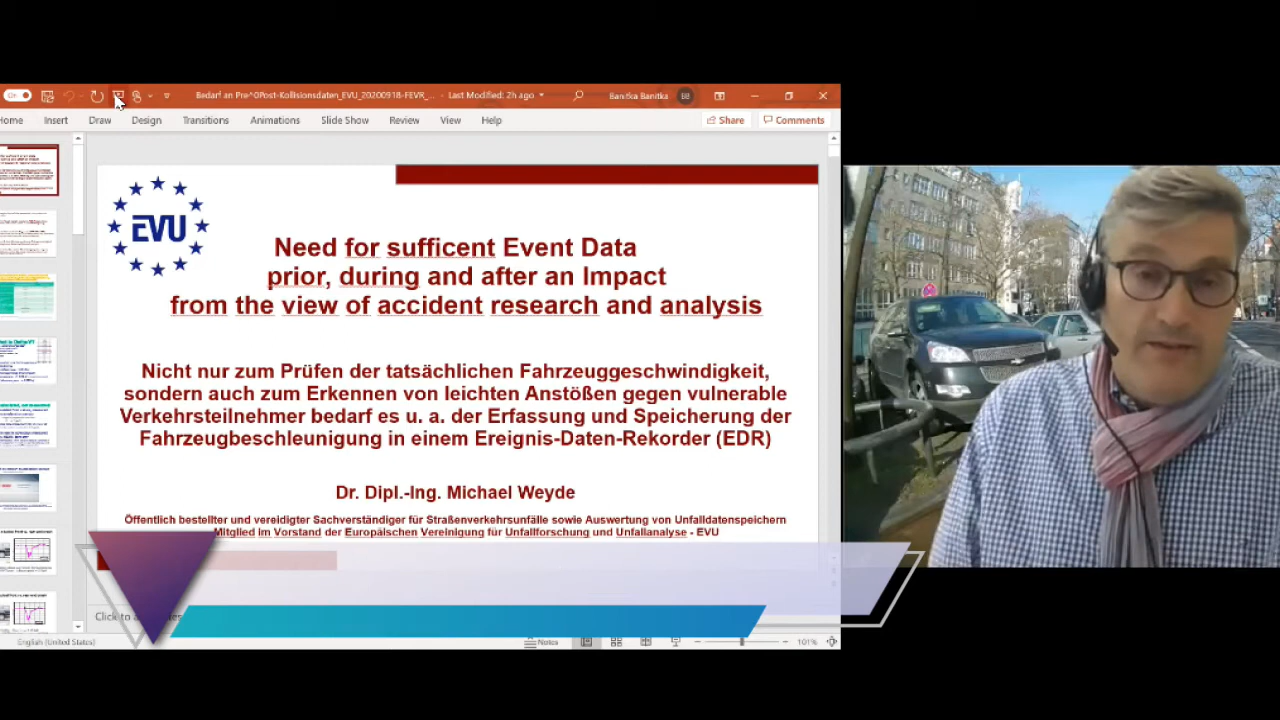 Bedarf an Pre^0Post-Kollisionsdaten_EVU_20200918-FEVR_... - Last Modified: 2h ago
Banitka Banitka
BB
Home Insert Draw Design Transitions Animations Slide Show Review View Help
Share Comments
EVU
Need for sufficent Event Data
prior, during and after an Impact
from the view of accident research and analysis
Nicht nur zum Prüfen der tatsächlichen Fahrzeuggeschwindigkeit,
sondern auch zum Erkennen von leichten Anstößen gegen vulnerable
Verkehrsteilnehmer bedarf es u. a. der Erfassung und Speicherung der
Fahrzeugbeschleunigung in einem Ereignis-Daten-Rekorder (EDR)
Dr. Dipl.-Ing. Michael Weyde
Öffentlich bestellter und vereidigter Sachverständiger für Straßenverkehrsunfälle sowie Auswertung von Unfalldatenspeichern
Mitglied im Vorstand der Europäischen Vereinigung für Unfallforschung und Unfallanalyse - EVU
Click to
English (United States)
Notes
101%